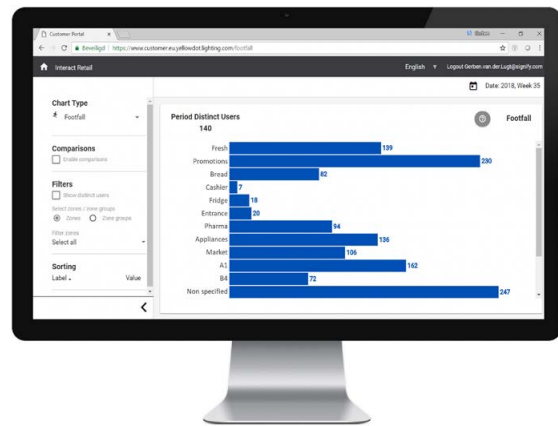 Customer Portal
Beveiligd | https://www.customer.eu.yellowdot.lighting.com/footfall
Interact Retail English Logout Gerben.van.der.Lugt@signify.com
Date: 2018, Week 35
Chart Type
Footfall
Comparisons
Enable comparisons
Filters
Show distinct users
Select zones / zone groups
Zones Zone groups
Filter zones
Select all
Sorting
Label Value
Period Distinct Users
140
Footfall
Fresh 139
Promotions 230
Bread 82
Cashier 7
Fridge 18
Entrance 20
Pharma 94
Appliances 136
Market 106
A1 162
B4 72
Non specified 247